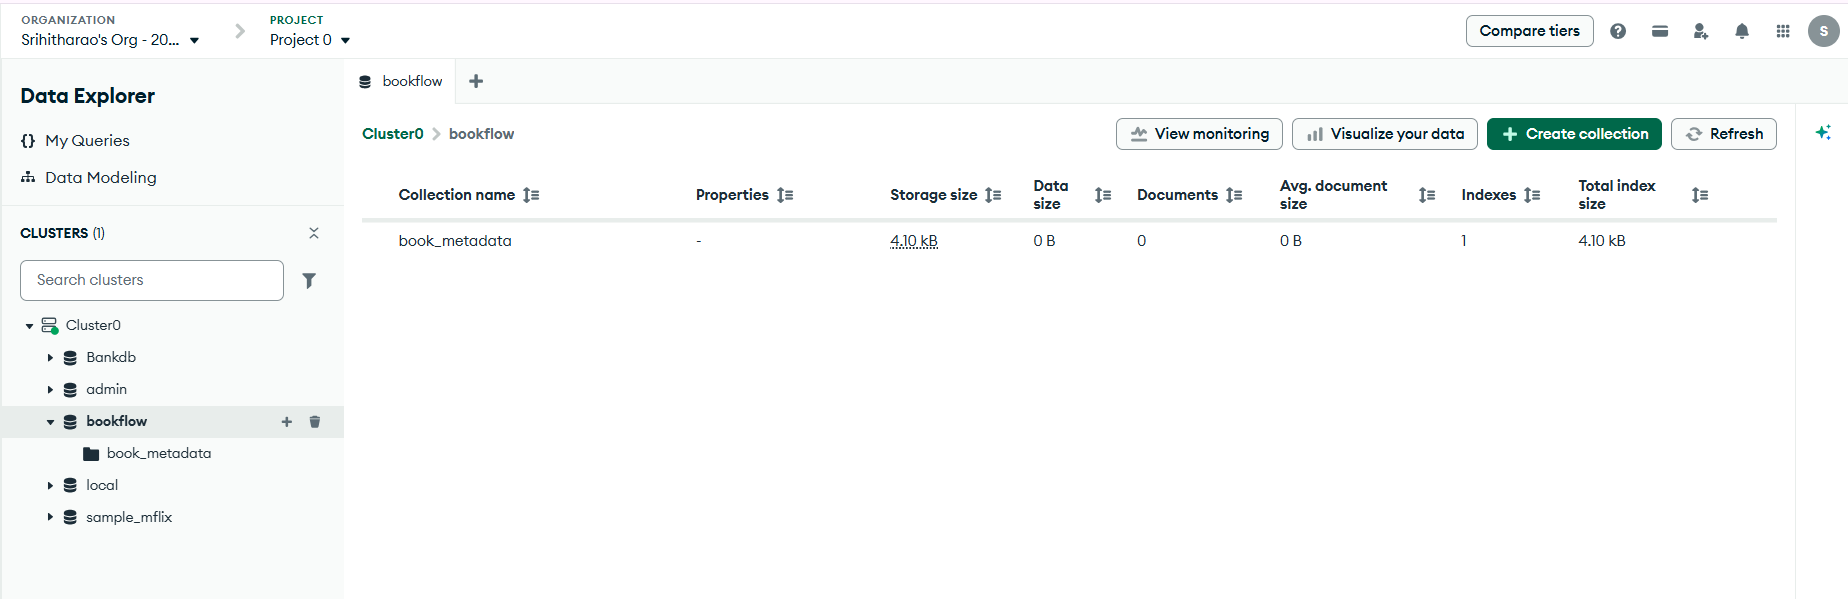 ORGANIZATION
Srihitharao's Org - 20...
PROJECT
Project 0
Compare tiers
S
Data Explorer
My Queries
Data Modeling
CLUSTERS (1)
Search clusters
Cluster0
Bankdb
admin
bookflow
book_metadata
local
sample_mflix
bookflow
Cluster0 > bookflow
View monitoring
Visualize your data
Create collection
Refresh
Collection name Properties Storage size Data size Documents Avg. document size Indexes Total index size
book_metadata - 4.10 kB 0 B 0 0 B 1 4.10 kB